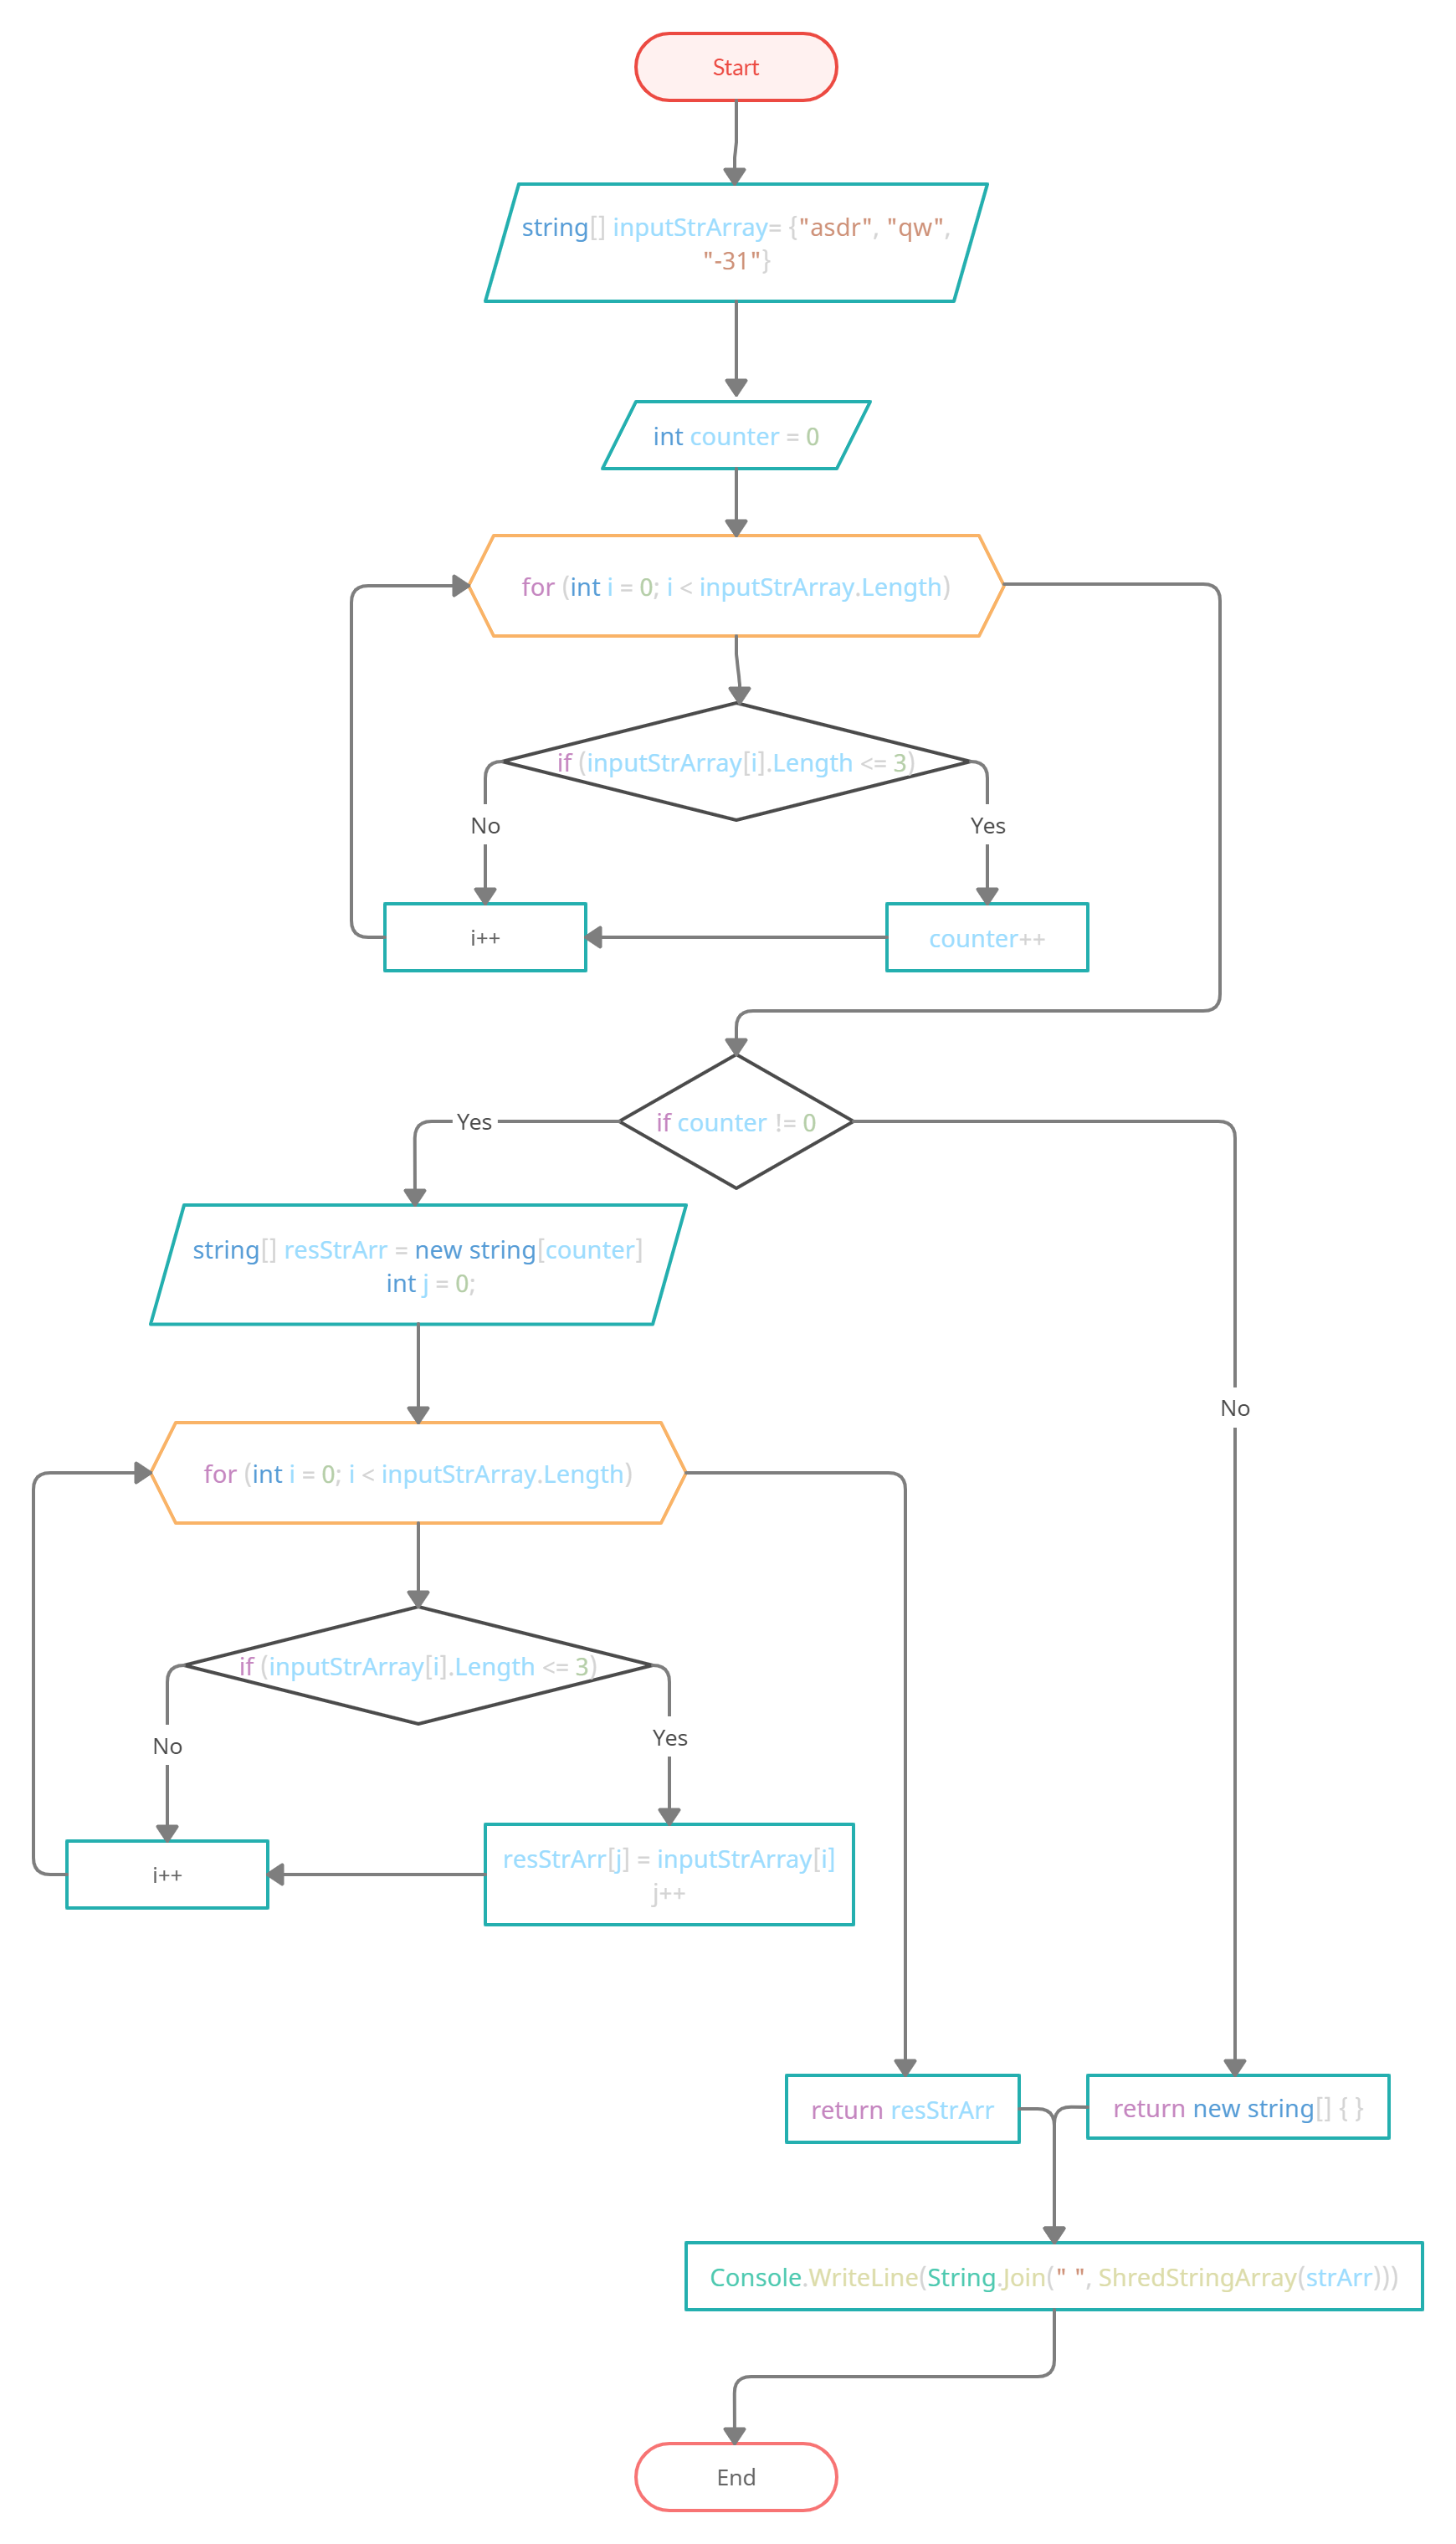 Start
string[] inputStrArray= {"asdr", "qw",
"-31"}
int counter = 0
for (int i = 0; i < inputStrArray.Length)
if (inputStrArray[i].Length <= 3)
No
Yes
i++
counter++
if counter != 0
Yes
string[] resStrArr = new string[counter]
int j = 0;
No
for (int i = 0; i < inputStrArray.Length)
if (inputStrArray[i].Length <= 3)
No
Yes
i++
resStrArr[j] = inputStrArray[i]
j++
return resStrArr
return new string[] { }
Console.WriteLine(String.Join(" ", ShredStringArray(strArr)))
End